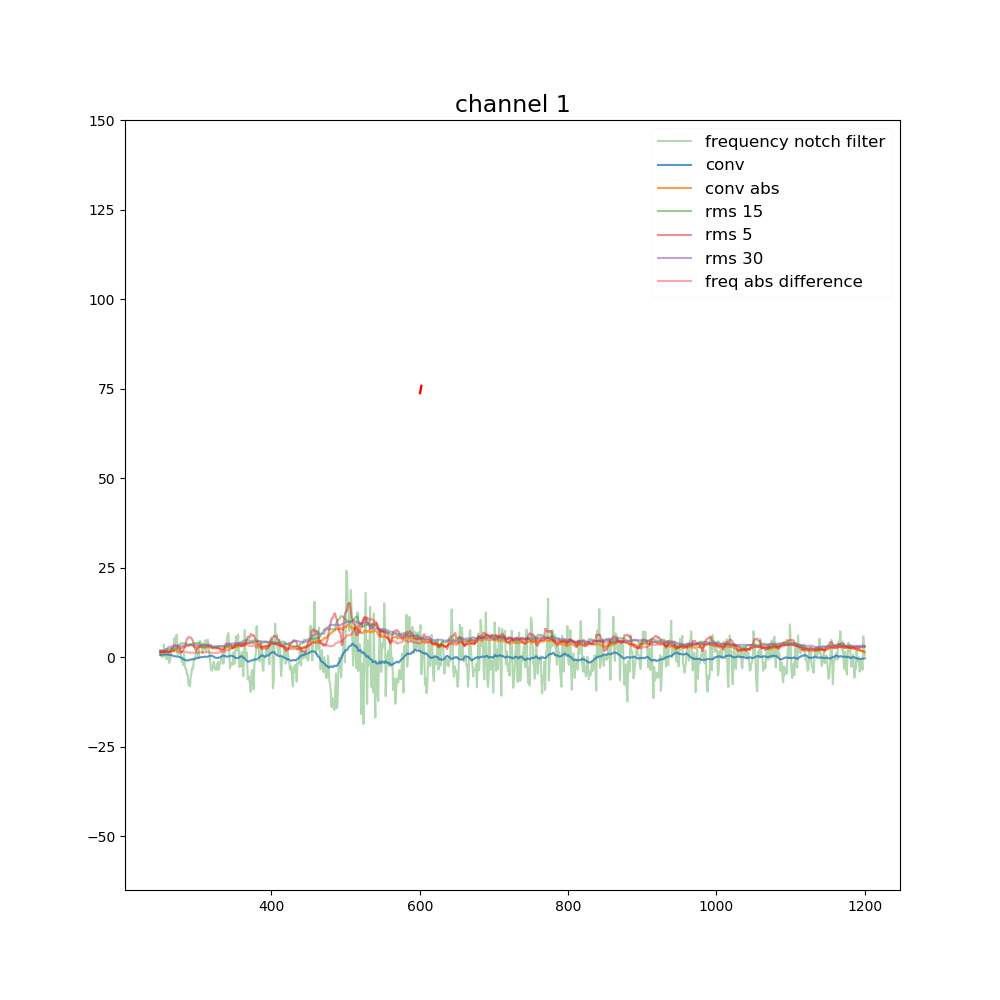 channel 1
150
125
100
75
50
25
0
−25
−50
frequency notch filter
conv
conv abs
rms 15
rms 5
rms 30
freq abs difference
I
400 600 800 1000 1200